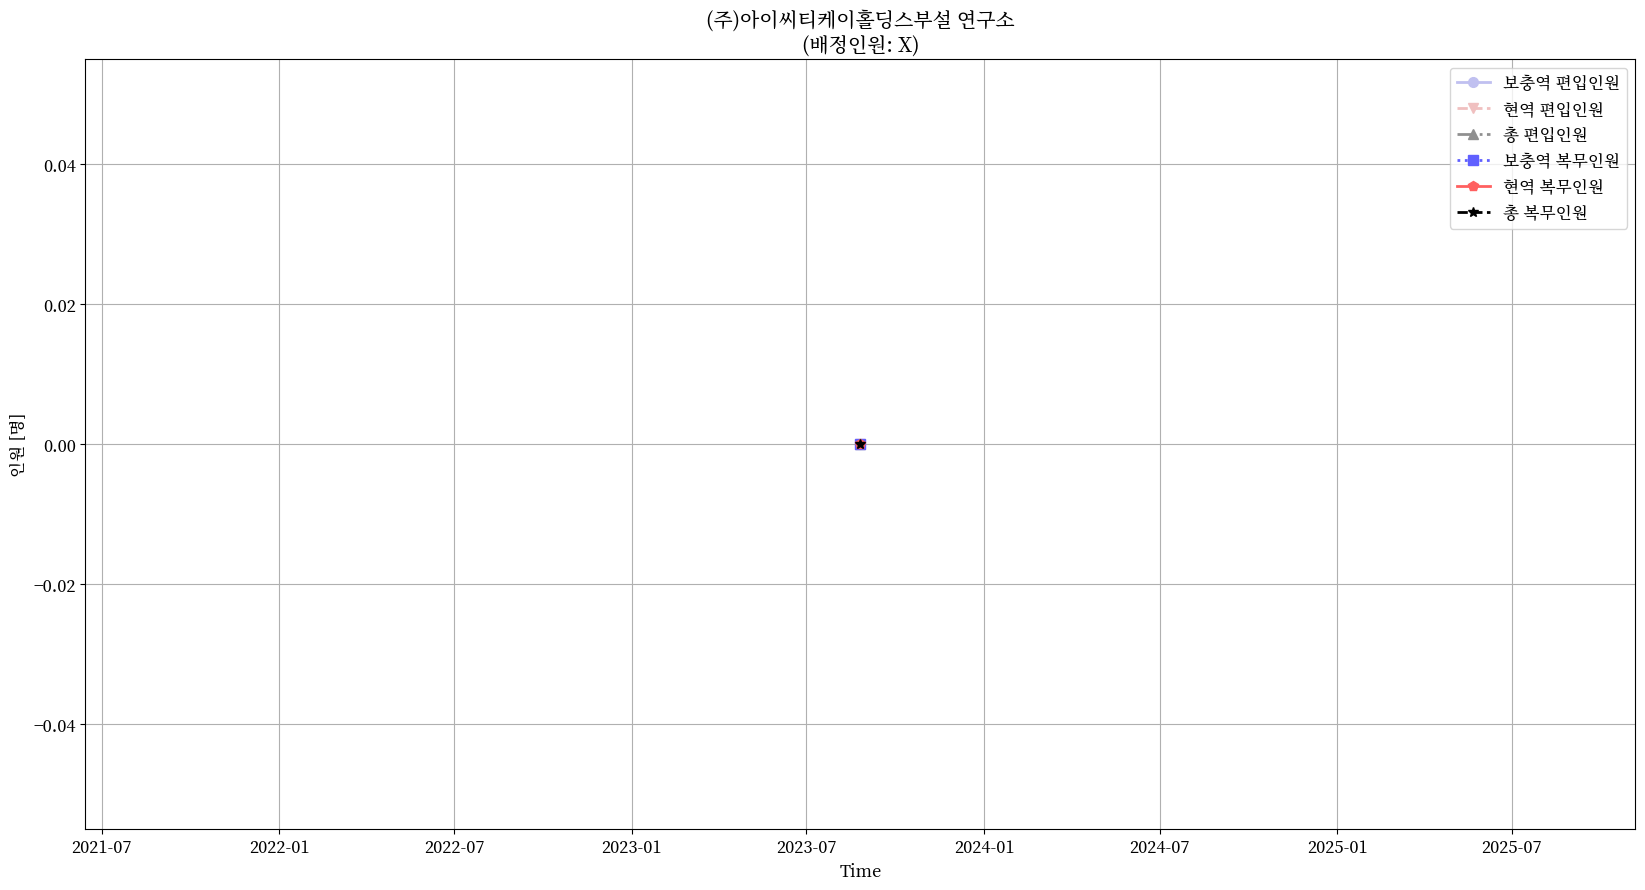 (주)아이씨티케이홀딩스부설 연구소
(배정인원: X)
보충역 편입인원
현역 편입인원
총 편입인원
보충역 복무인원
현역 복무인원
총 복무인원
0.04
0.02
0.00
−0.02
−0.04
인원 [명]
2021-07
2022-01
2022-07
2023-01
2023-07
2024-01
2024-07
2025-01
2025-07
Time